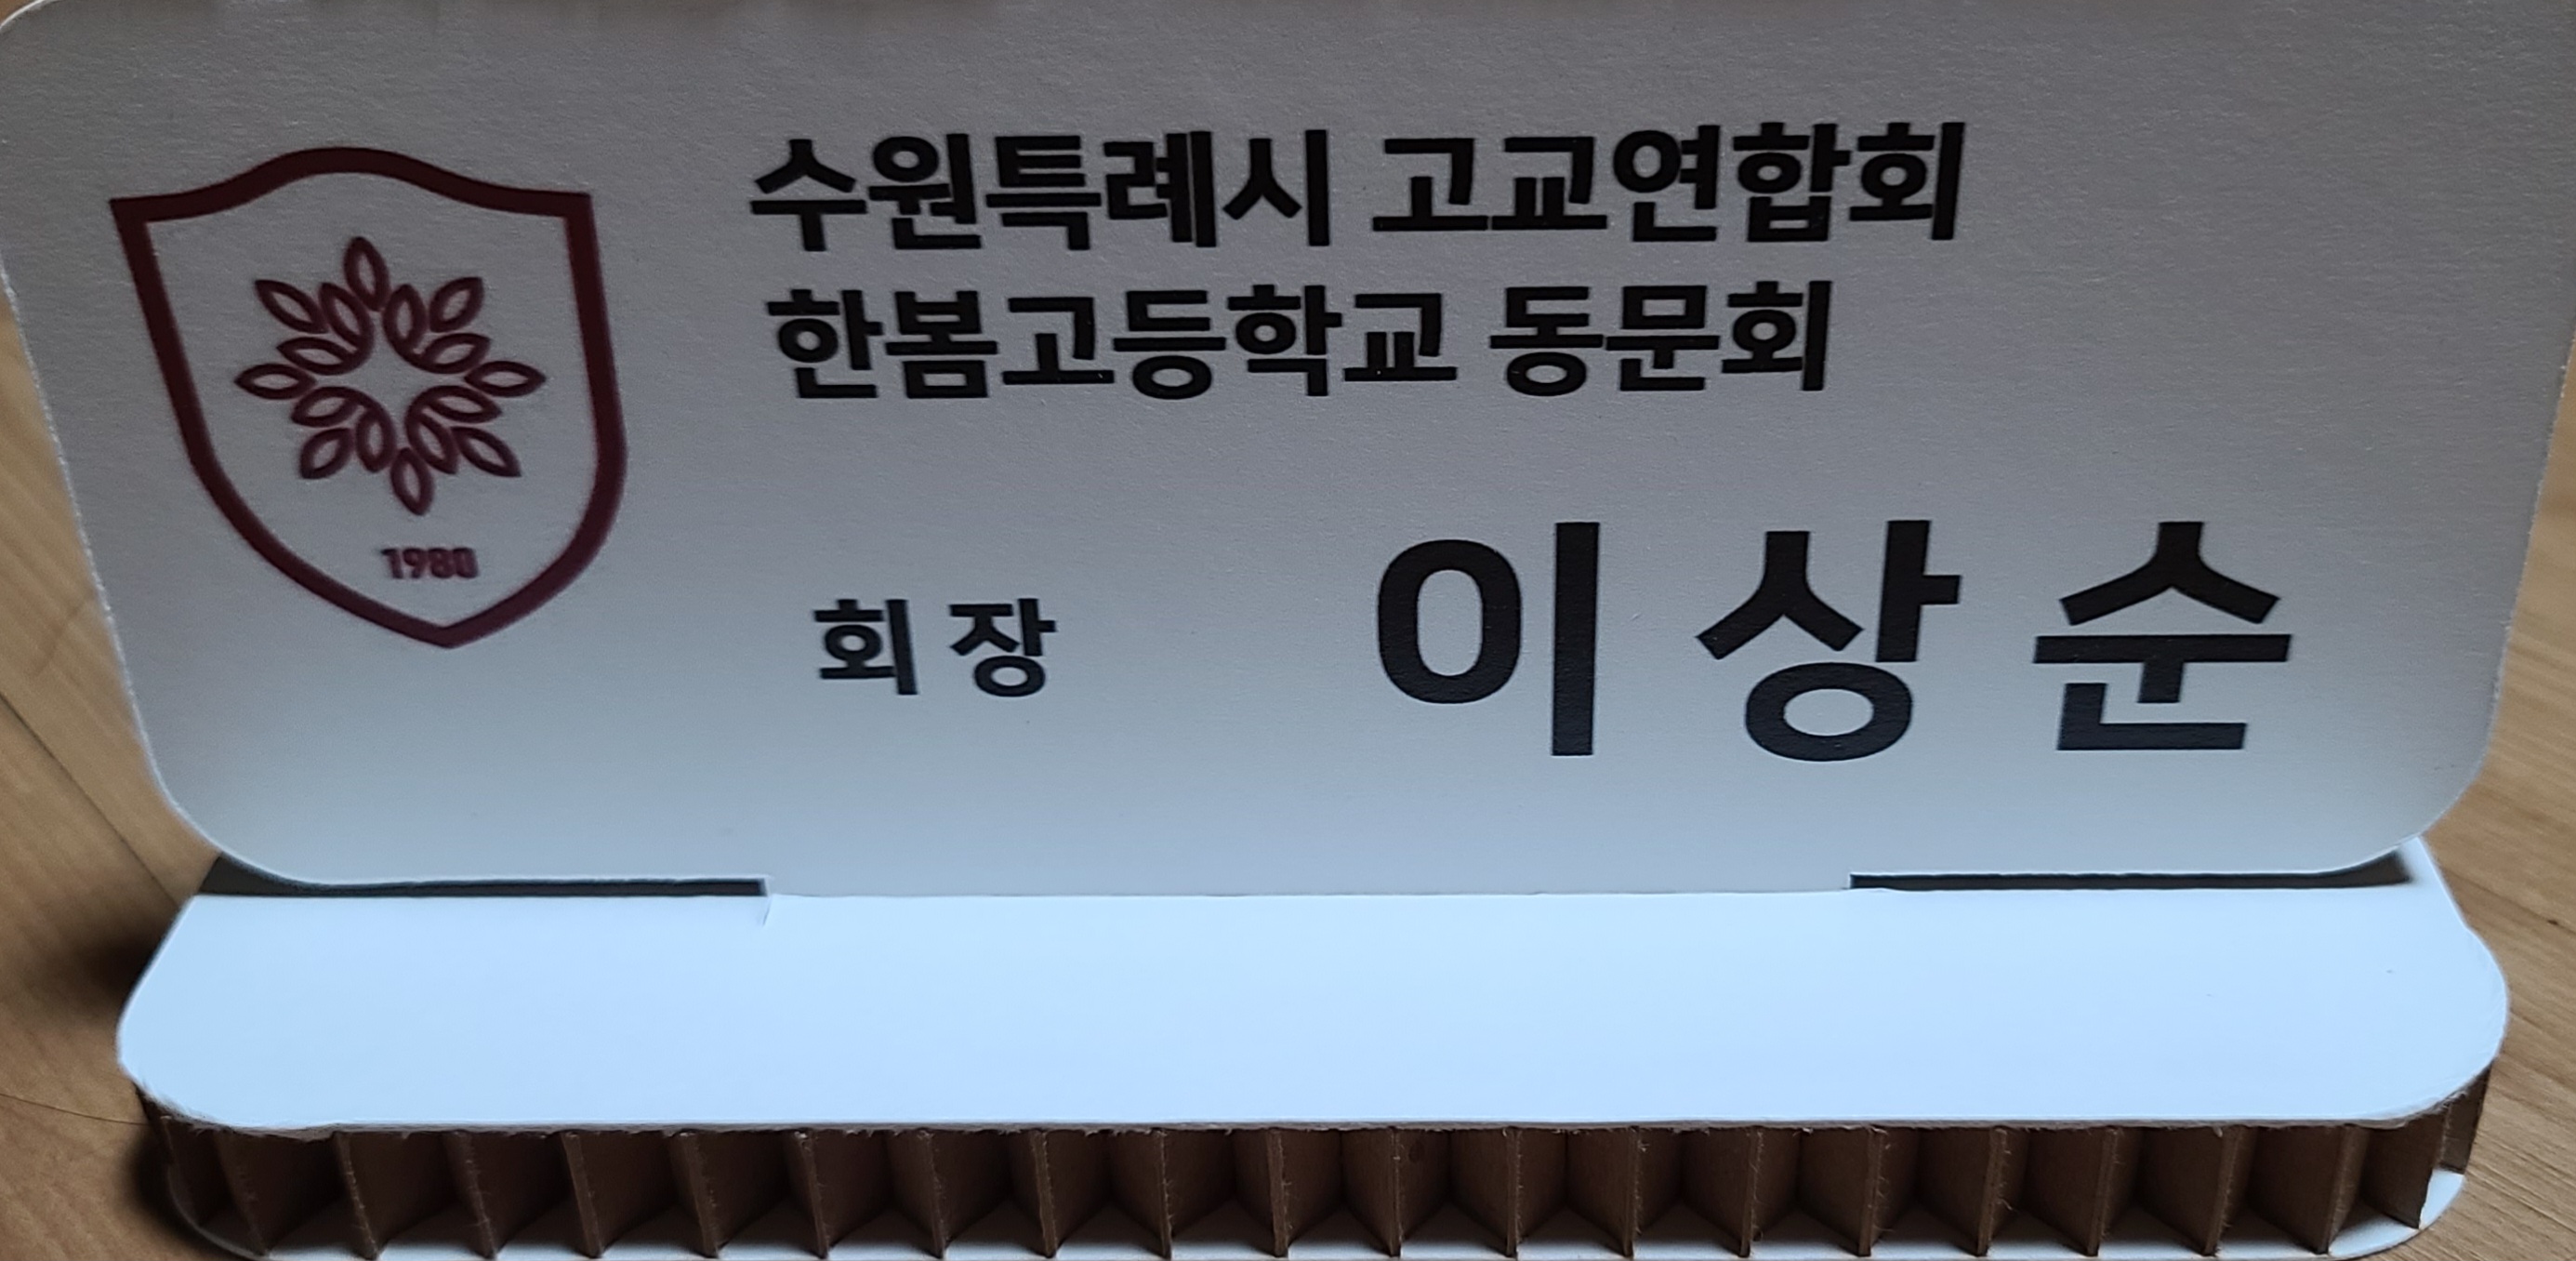 수원특례시 고교연합회
한봄고등학교 동문회
1980
회장 이상순